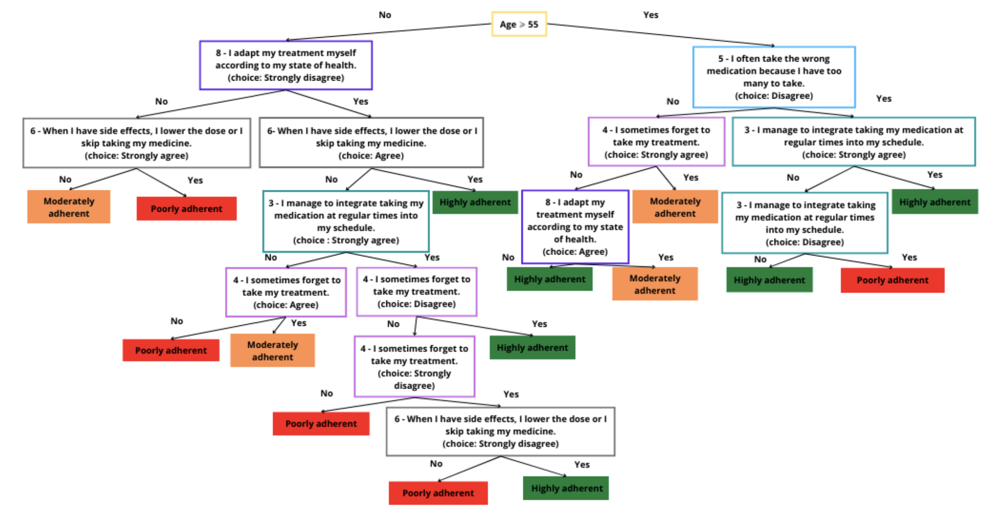 No
Yes
Age ⩾ 55
8 - I adapt my treatment myself
according to my state of health.
(choice: Strongly disagree)
5 - I often take the wrong
medication because I have too
many to take.
(choice: Disagree)
No
Yes
No
Yes
6 - When I have side effects, I lower the dose or I
skip taking my medicine.
(choice: Strongly agree)
6- When I have side effects, I lower the dose or I
skip taking my medicine.
(choice: Agree)
4 - I sometimes forget to
take my treatment.
(choice: Strongly agree)
3 - I manage to integrate taking my medication at
regular times into my schedule.
(choice: Strongly agree)
No
Yes
No
Yes
No
Yes
No
Yes
Moderately
adherent
Poorly adherent
3 - I manage to integrate taking my
medication at regular times into
my schedule.
(choice : Strongly agree)
Highly adherent
8 - I adapt my
treatment myself
according to my state
of health.
(choice: Agree)
Moderately
adherent
3 - I manage to integrate taking
my medication at regular times
into my schedule.
(choice: Disagree)
Highly adherent
No
Yes
No
Yes
No
Yes
4 - I sometimes forget to
take my treatment.
(choice: Agree)
4 - I sometimes forget to
take my treatment.
(choice: Disagree)
Highly adherent
Moderately
adherent
Highly adherent
Poorly adherent
No
Yes
No
Yes
Poorly adherent
Moderately
adherent
4 - I sometimes forget to
take my treatment.
(choice: Strongly
disagree)
Highly adherent
No
Yes
Poorly adherent
6 - When I have side effects, I lower the dose or I
skip taking my medicine.
(choice: Strongly disagree)
No
Yes
Poorly adherent
Highly adherent